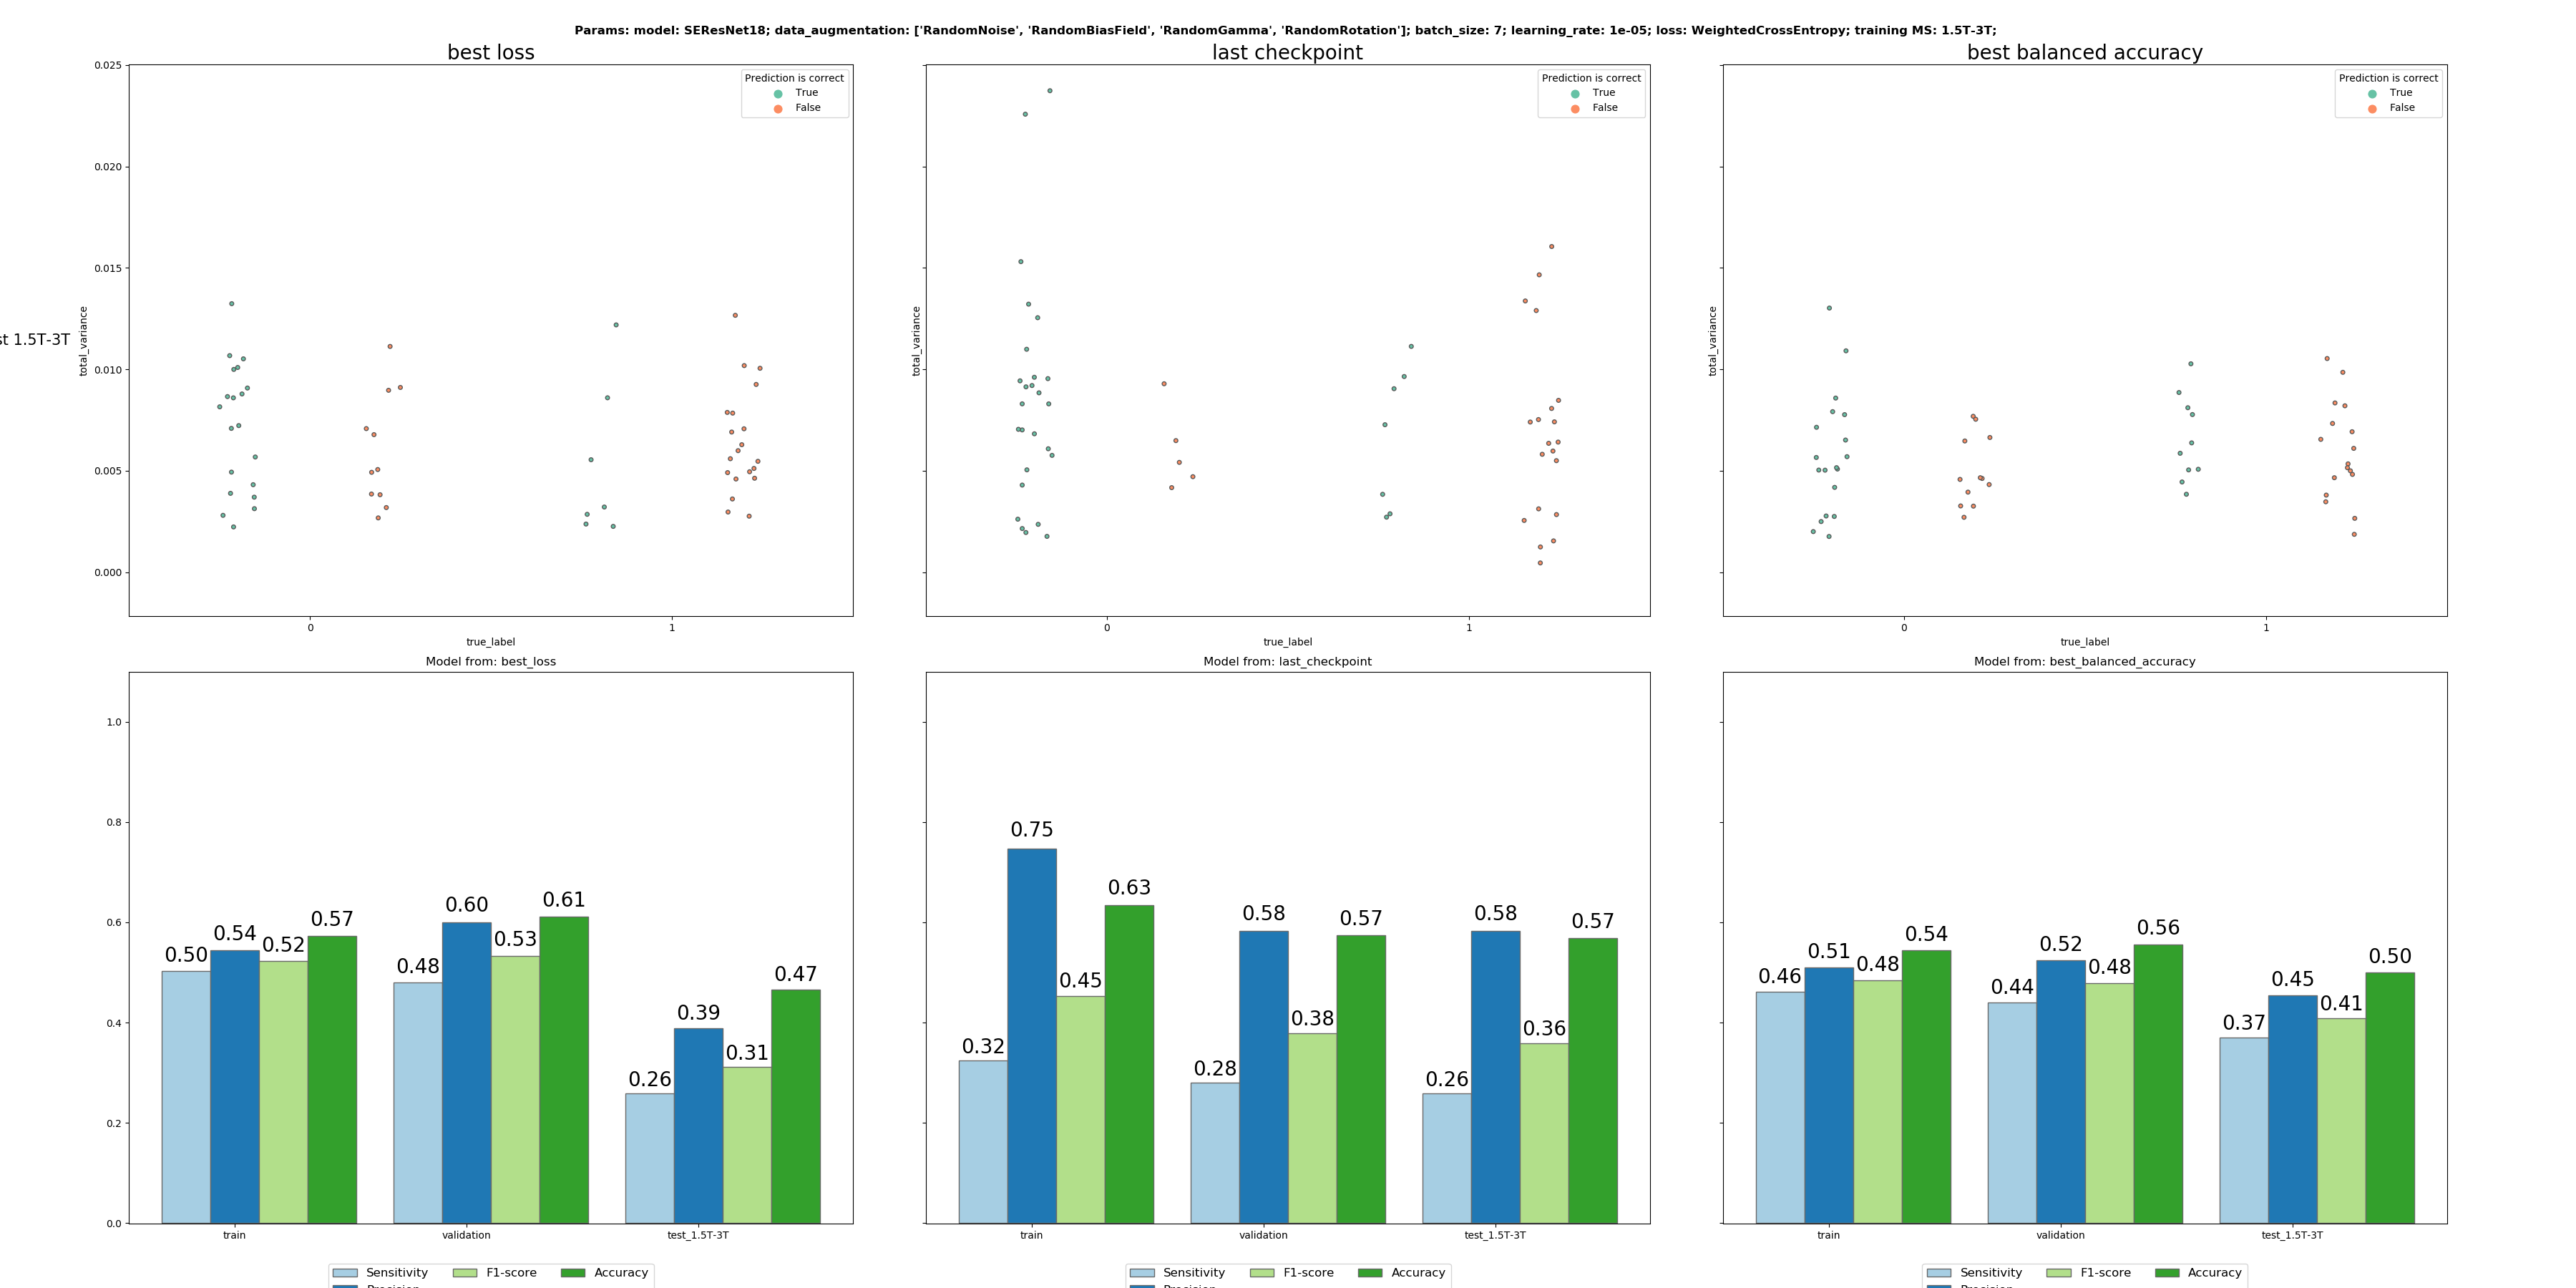 Params: model: SEResNet18; data_augmentation: ['RandomNoise', 'RandomBiasField', 'RandomGamma', 'RandomRotation']; batch_size: 7; learning_rate: 1e-05; loss: WeightedCrossEntropy; training MS: 1.5T-3T;
best loss
last checkpoint
best balanced accuracy
0.025
0.020
0.015
0.010
0.005
0.000
st 1.5T-3T
total_variance
Prediction is correct
True
False
0 1
true_label
total_variance
Prediction is correct
True
False
0 1
true_label
total_variance
Prediction is correct
True
False
0 1
true_label
Model from: best_loss
1.0
0.8
0.6
0.4
0.2
0.0
0.50 0.54 0.52 0.57
0.48 0.60 0.53 0.61
0.26 0.39 0.31 0.47
train validation test_1.5T-3T
Sensitivity F1-score Accuracy
Precision
Model from: last_checkpoint
0.32 0.75 0.45 0.63
0.28 0.58 0.38 0.57
0.26 0.58 0.36 0.57
train validation test_1.5T-3T
Sensitivity F1-score Accuracy
Precision
Model from: best_balanced_accuracy
0.46 0.51 0.48 0.54
0.44 0.52 0.48 0.56
0.37 0.45 0.41 0.50
train validation test_1.5T-3T
Sensitivity F1-score Accuracy
Precision